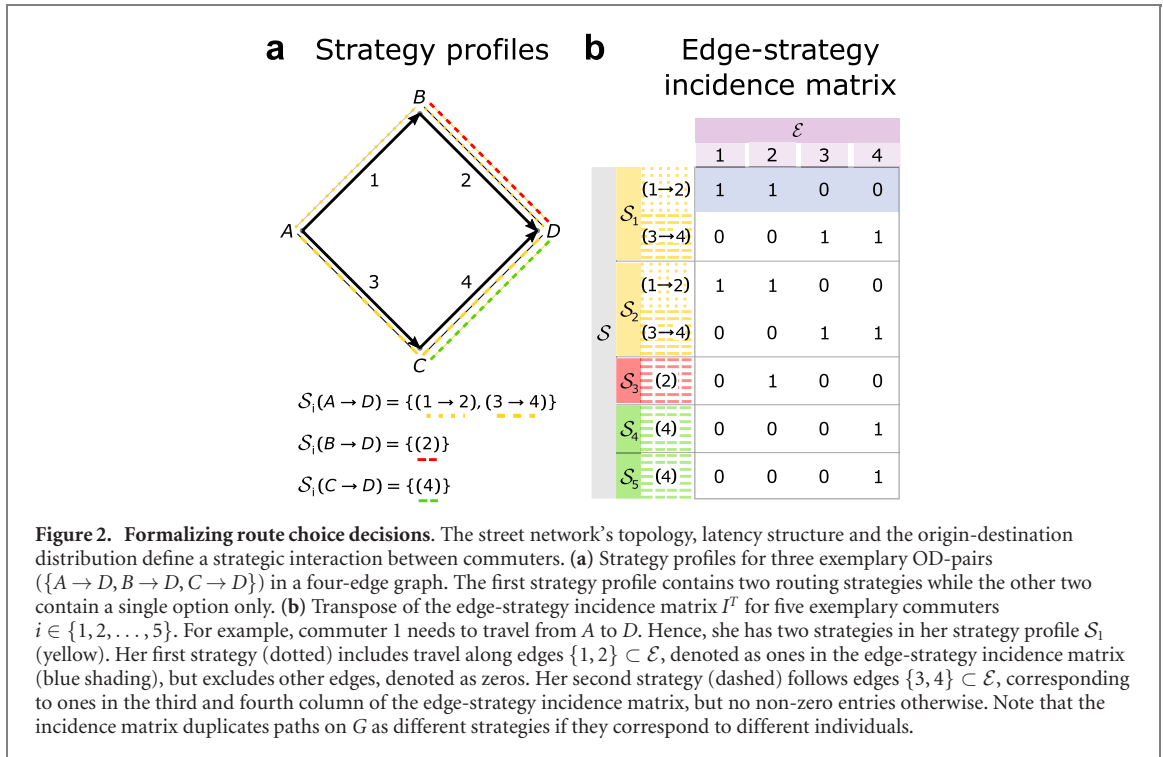 a Strategy profiles
b Edge-strategy
incidence matrix
B
1
2
A
D
3
4
C
𝒮ᵢ(A → D) = {(1 → 2), (3 → 4)}
𝒮ᵢ(B → D) = {(2)}
𝒮ᵢ(C → D) = {(4)}
ℰ
1 2 3 4
𝒮
𝒮₁ (1→2) 1 1 0 0
(3→4) 0 0 1 1
𝒮₂ (1→2) 1 1 0 0
(3→4) 0 0 1 1
𝒮₃ (2) 0 1 0 0
𝒮₄ (4) 0 0 0 1
𝒮₅ (4) 0 0 0 1
Figure 2. Formalizing route choice decisions. The street network’s topology, latency structure and the origin-destination
distribution define a strategic interaction between commuters. (a) Strategy profiles for three exemplary OD-pairs
({A → D, B → D, C → D}) in a four-edge graph. The first strategy profile contains two routing strategies while the other two
contain a single option only. (b) Transpose of the edge-strategy incidence matrix Iᵀ for five exemplary commuters
i ∈ {1, 2, . . . , 5}. For example, commuter 1 needs to travel from A to D. Hence, she has two strategies in her strategy profile 𝒮₁
(yellow). Her first strategy (dotted) includes travel along edges {1, 2} ⊂ ℰ, denoted as ones in the edge-strategy incidence matrix
(blue shading), but excludes other edges, denoted as zeros. Her second strategy (dashed) follows edges {3, 4} ⊂ ℰ, corresponding
to ones in the third and fourth column of the edge-strategy incidence matrix, but no non-zero entries otherwise. Note that the
incidence matrix duplicates paths on G as different strategies if they correspond to different individuals.